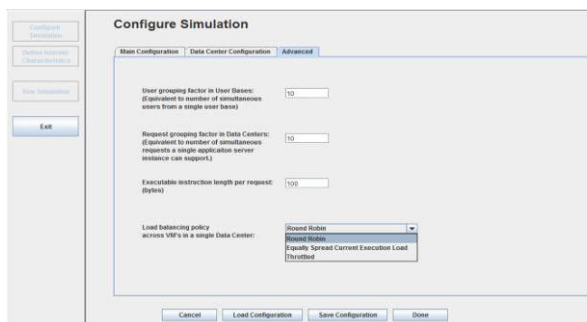 Configure Simulation
Configure
Simulation
Define Internet
Characteristics
Run Simulation
Exit
Main Configuration
Data Center Configuration
Advanced
User grouping factor in User Bases:
(Equivalent to number of simultaneous
users from a single user base)
10
Request grouping factor in Data Centers:
(Equivalent to number of simultaneous
requests a single applicaiton server
instance can support.)
10
Executable instruction length per request:
(bytes)
100
Load balancing policy
across VM's in a single Data Center:
Round Robin
Round Robin
Equally Spread Current Execution Load
Throttled
Cancel
Load Configuration
Save Configuration
Done